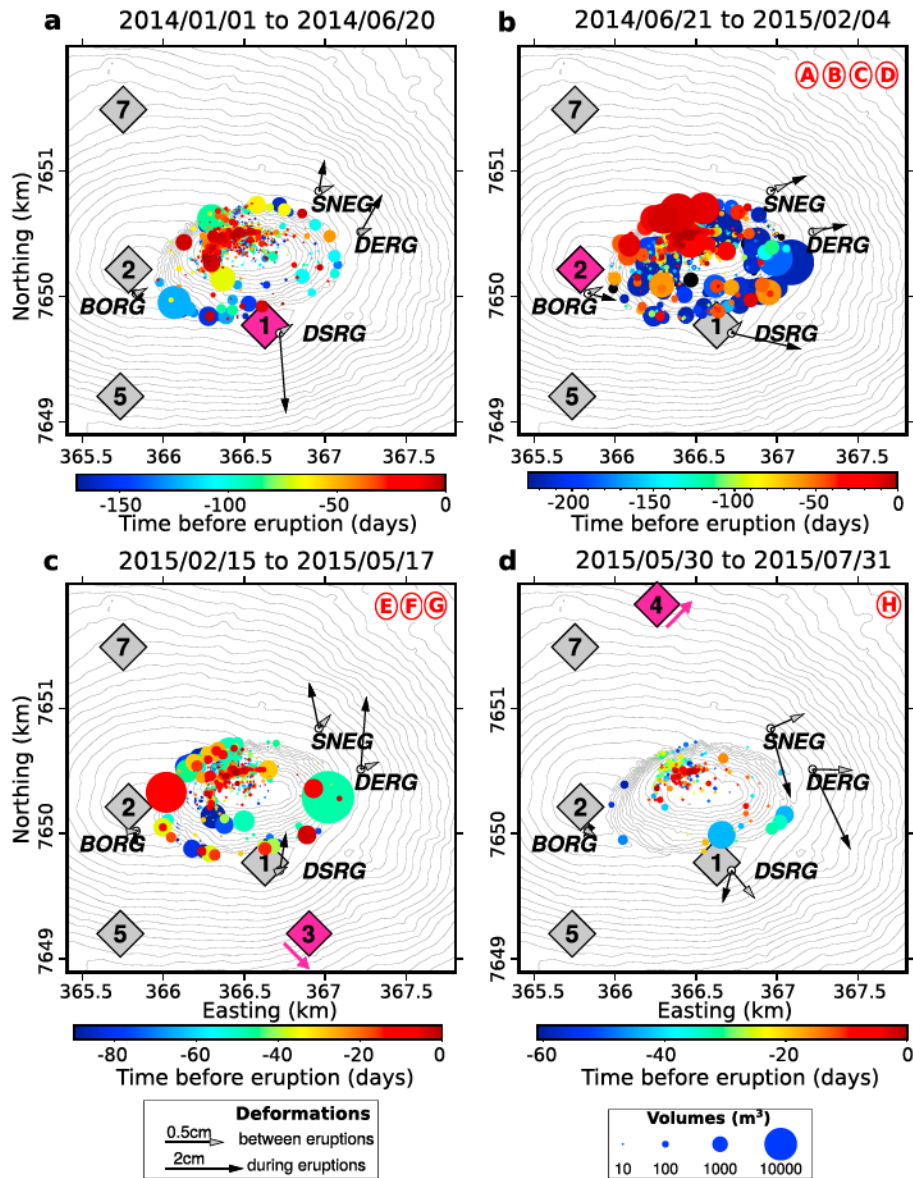 a 2014/01/01 to 2014/06/20
b 2014/06/21 to 2015/02/04
A B C D
7
7
Northing (km)
7651
7651
SNEG
SNEG
DERG
DERG
2
2
7650
7650
BORG
BORG
1
DSRG
1
DSRG
5
5
7649
7649
365.5 366 366.5 367 367.5
365.5 366 366.5 367 367.5
-150 -100 -50 0
-200 -150 -100 -50 0
Time before eruption (days)
Time before eruption (days)
c 2015/02/15 to 2015/05/17
d 2015/05/30 to 2015/07/31
E F G
4
H
7
7
Northing (km)
7651
7651
SNEG
SNEG
DERG
DERG
2
2
7650
7650
BORG
BORG
1
DSRG
1
DSRG
5
3
5
7649
7649
365.5 366 366.5 367 367.5
365.5 366 366.5 367 367.5
Easting (km)
Easting (km)
-80 -60 -40 -20 0
-60 -40 -20 0
Time before eruption (days)
Time before eruption (days)
Deformations
0.5cm between eruptions
2cm during eruptions
Volumes (m³)
10 100 1000 10000